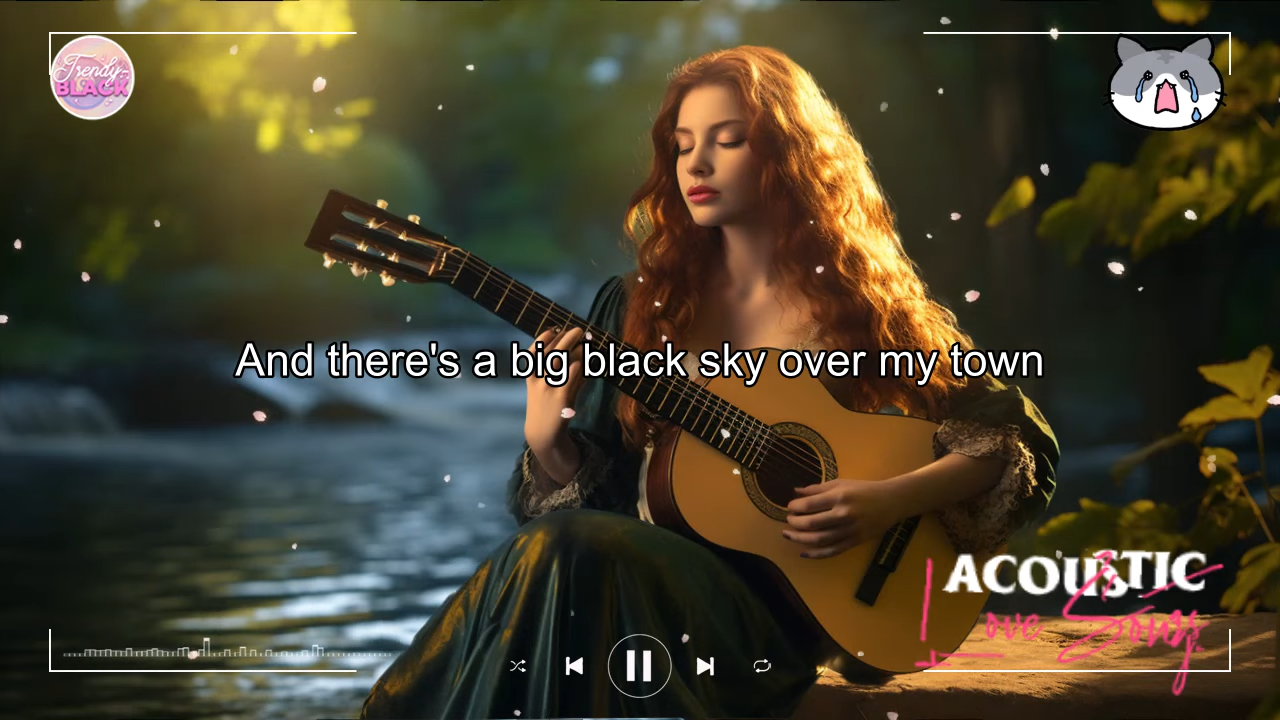 Trendy
BLACK
And there's a big black sky over my town
ACOUSTIC
Love Song